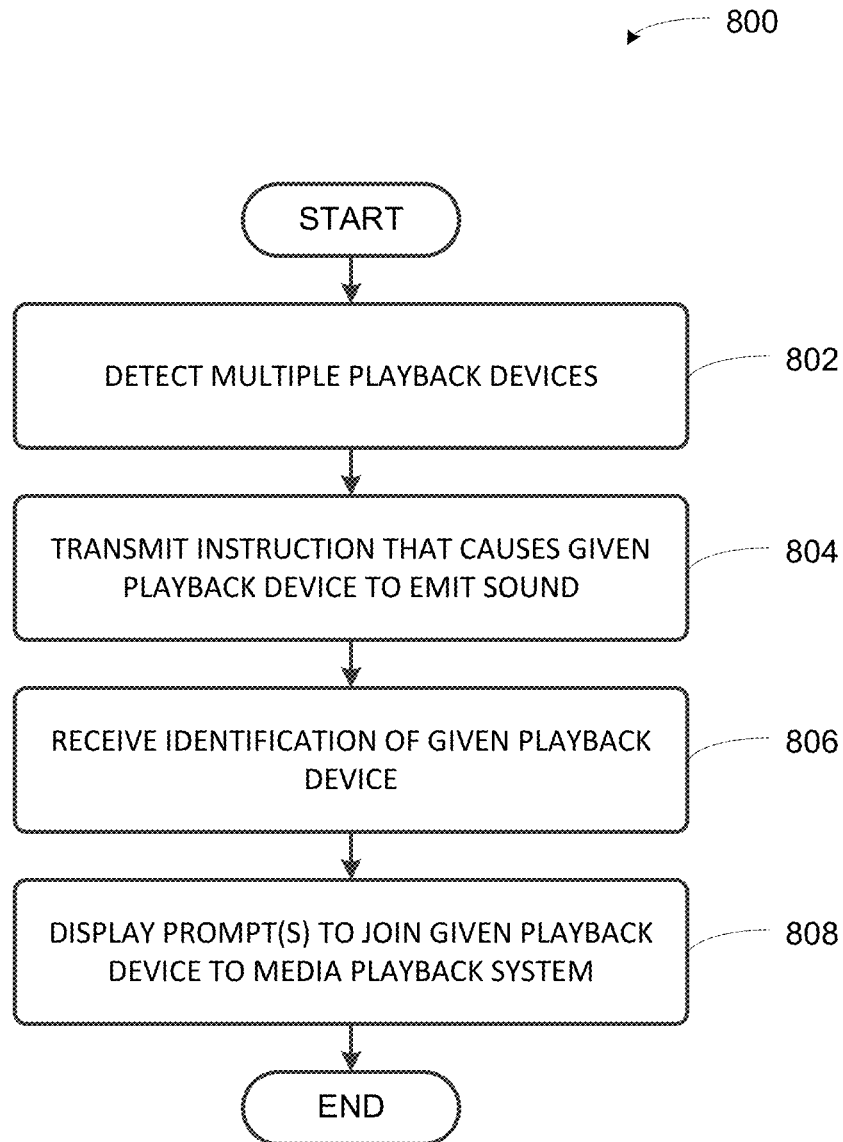 800
START
DETECT MULTIPLE PLAYBACK DEVICES
802
TRANSMIT INSTRUCTION THAT CAUSES GIVEN
PLAYBACK DEVICE TO EMIT SOUND
804
RECEIVE IDENTIFICATION OF GIVEN PLAYBACK
DEVICE
806
DISPLAY PROMPT(S) TO JOIN GIVEN PLAYBACK
DEVICE TO MEDIA PLAYBACK SYSTEM
808
END